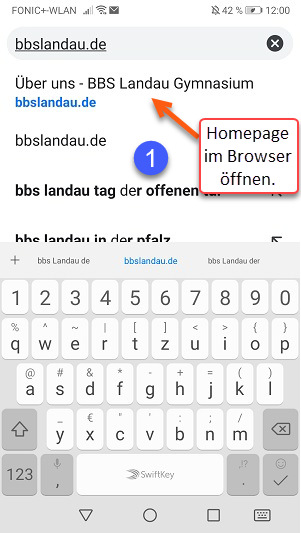 FONIC+-WLAN 42 % 12:00
bbslandau.de
Über uns - BBS Landau Gymnasium
bbslandau.de
Homepage
im Browser
öffnen.
bbslandau.de
1
bbs landau tag der offenen tür
bbs landau in der pfalz
+ bbs Landau de bbslandau.de bbs Landau der
1 2 3 4 5 6 7 8 9 0
% ^ ~ | [ ] < > { }
q w e r t z u i o p
@ # & * - + = ( )
a s d f g h j k l
_ € " ' : ; /
y x c v b n m
123 , SwiftKey ,!? .